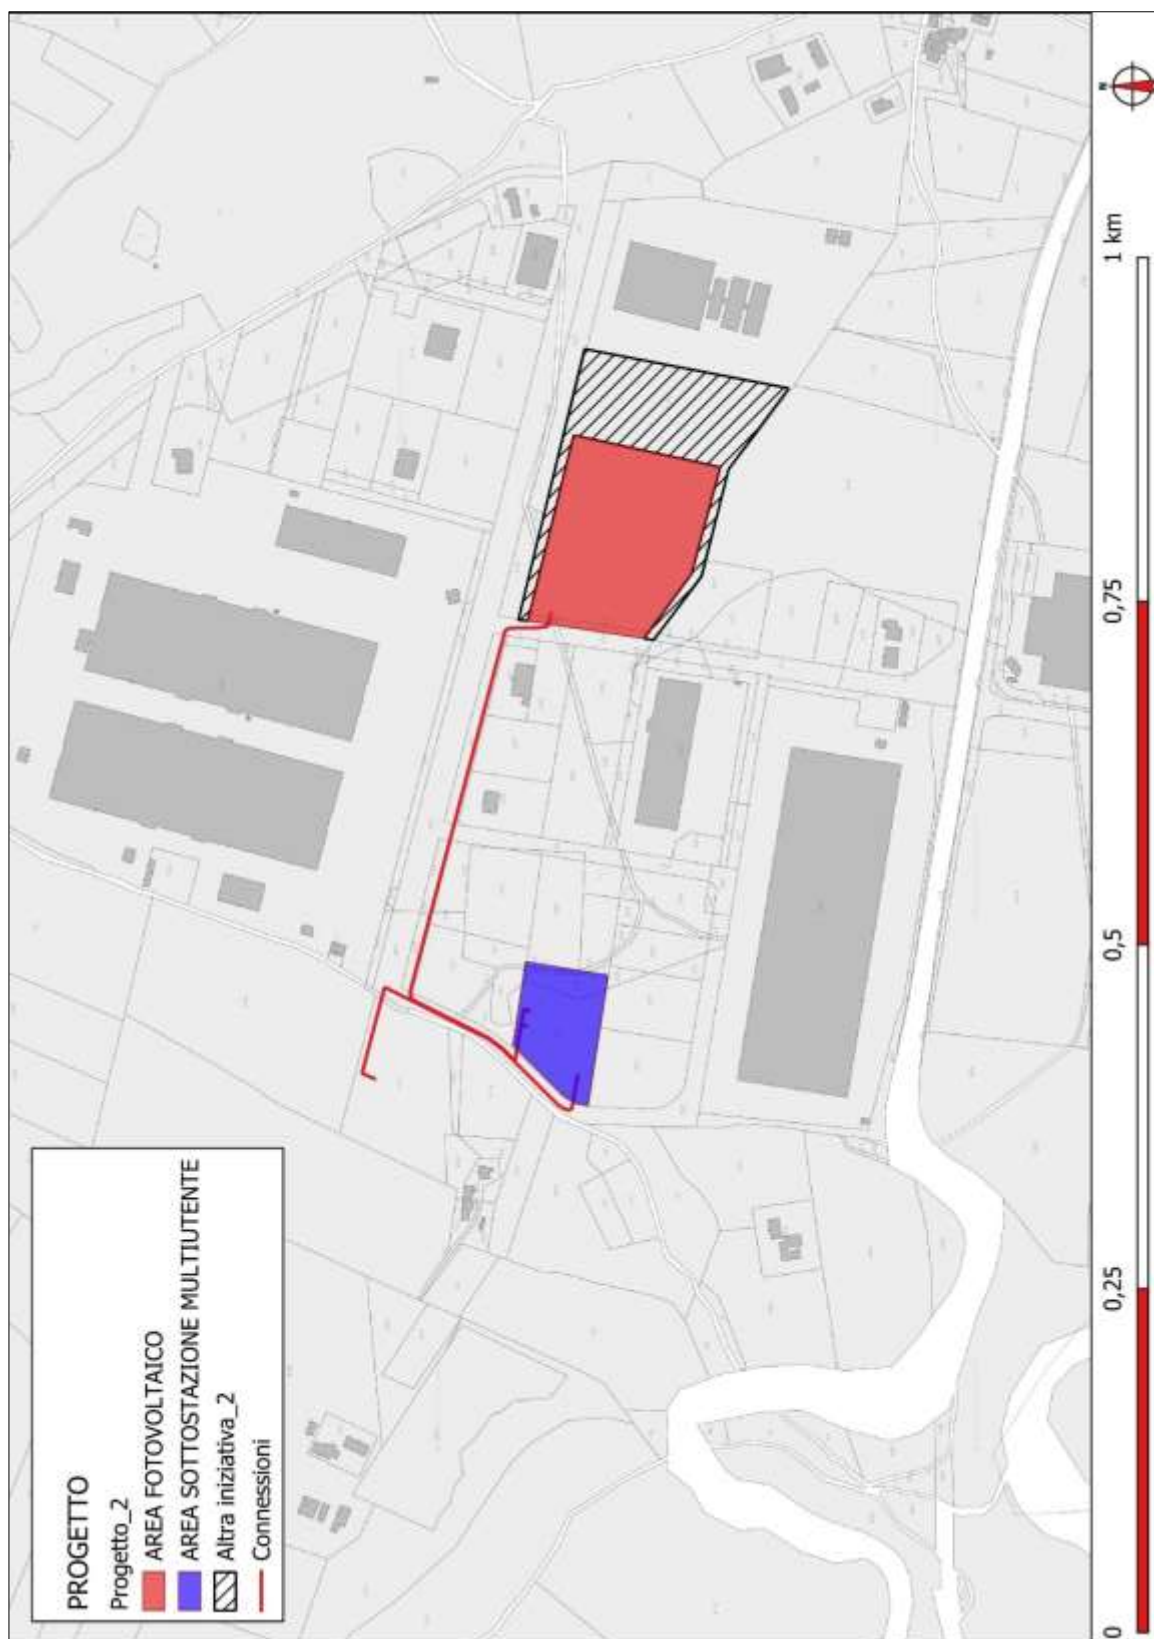 PROGETTO
Progetto_2
AREA FOTOVOLTAICO
AREA SOTTOSTAZIONE MULTIUTENTE
Altra iniziativa_2
Connessioni
N
0
0,25
0,5
0,75
1 km